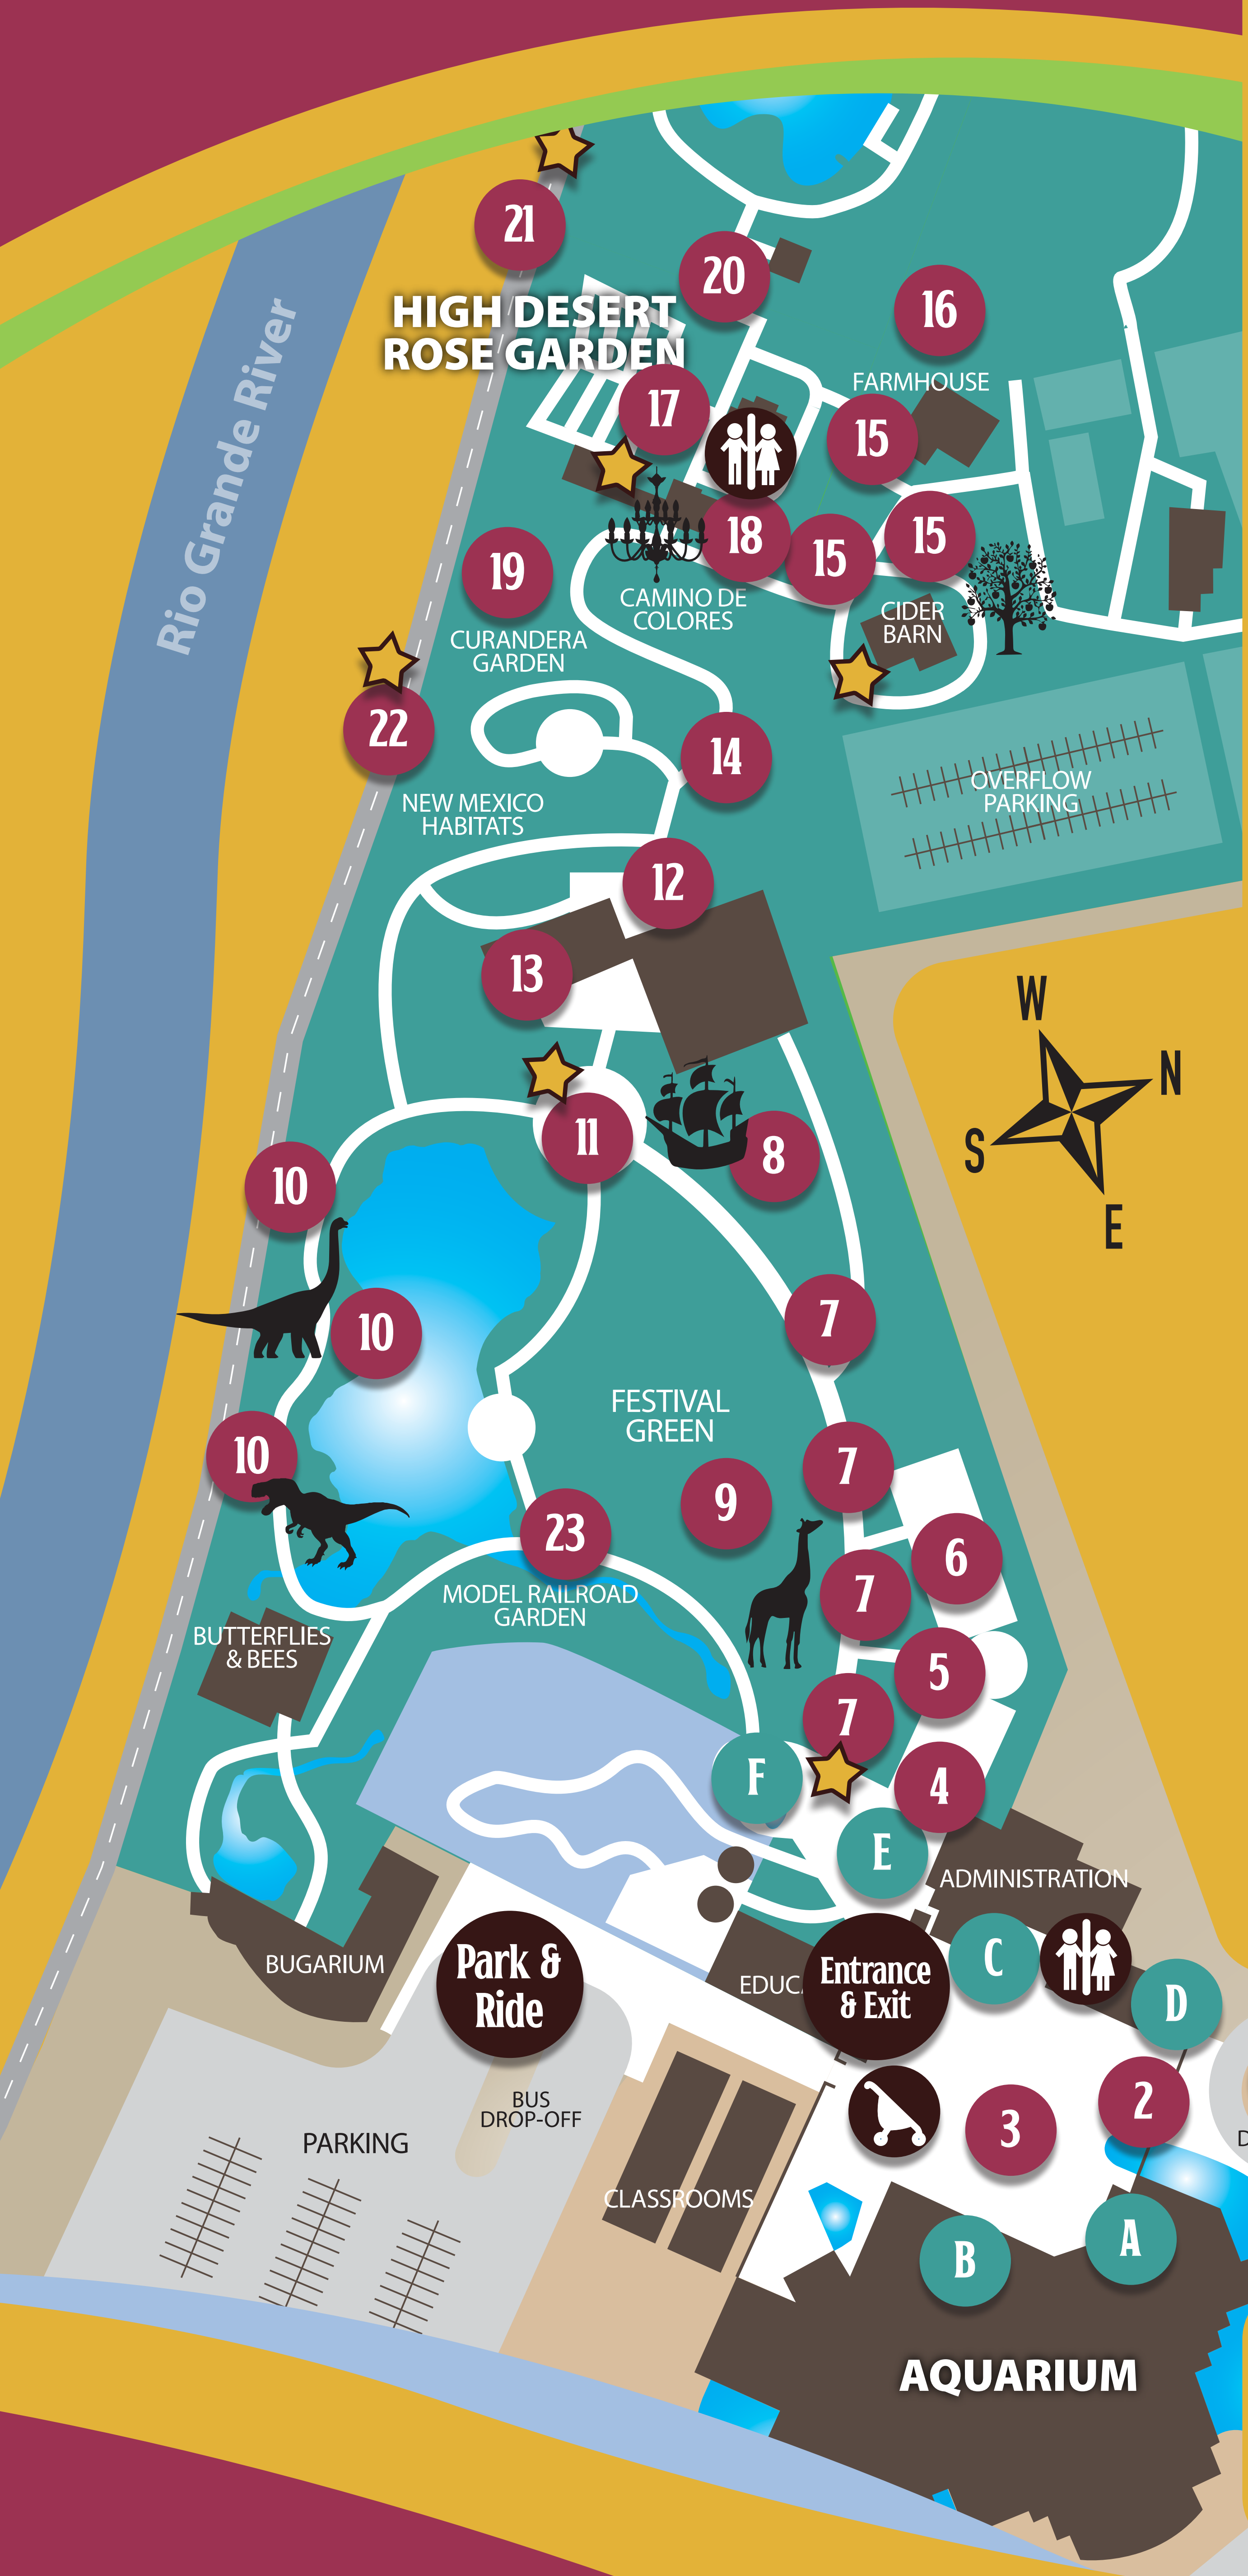 21
20
16
HIGH DESERT
ROSE GARDEN
Rio Grande River
FARMHOUSE
17
15
18
15
15
19
CAMINO DE
COLORES
CIDER
BARN
CURANDERA
GARDEN
22
14
OVERFLOW
PARKING
NEW MEXICO
HABITATS
12
13
W
N
S
E
11
8
10
7
10
FESTIVAL
GREEN
10
7
9
23
6
MODEL RAILROAD
GARDEN
7
BUTTERFLIES
& BEES
5
7
F
4
E
ADMINISTRATION
BUGARIUM
Park &
Ride
EDUC
Entrance
& Exit
C
D
BUS
DROP-OFF
PARKING
3
2
D
CLASSROOMS
B
A
AQUARIUM